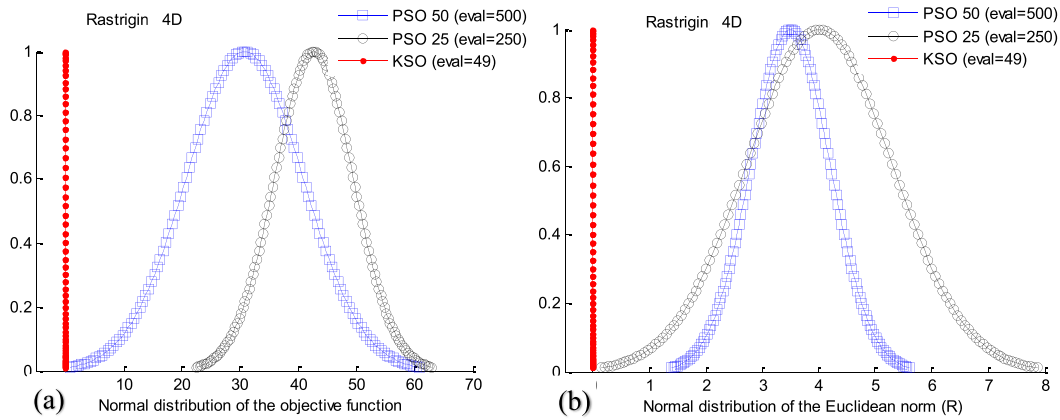 Rastrigin 4D
PSO 50 (eval=500)
PSO 25 (eval=250)
KSO (eval=49)
1
0.8
0.6
0.4
0.2
0
10 20 30 40 50 60 70
(a) Normal distribution of the objective function
Rastrigin 4D
PSO 50 (eval=500)
PSO 25 (eval=250)
KSO (eval=49)
1
0.8
0.6
0.4
0.2
0
1 2 3 4 5 6 7 8
(b) Normal distribution of the Euclidean norm (R)